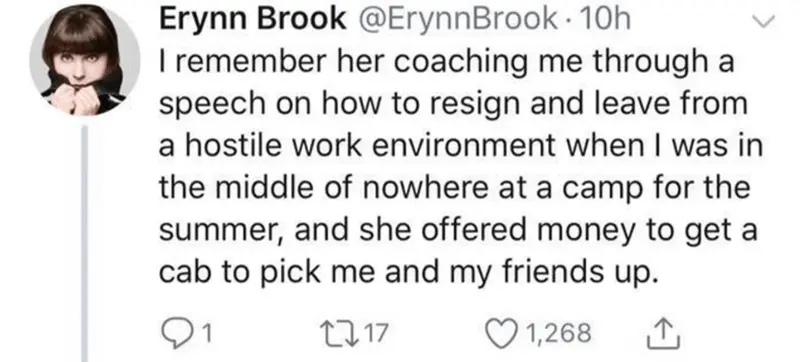 Erynn Brook @ErynnBrook · 10h
I remember her coaching me through a
speech on how to resign and leave from
a hostile work environment when I was in
the middle of nowhere at a camp for the
summer, and she offered money to get a
cab to pick me and my friends up.
1 17 1,268